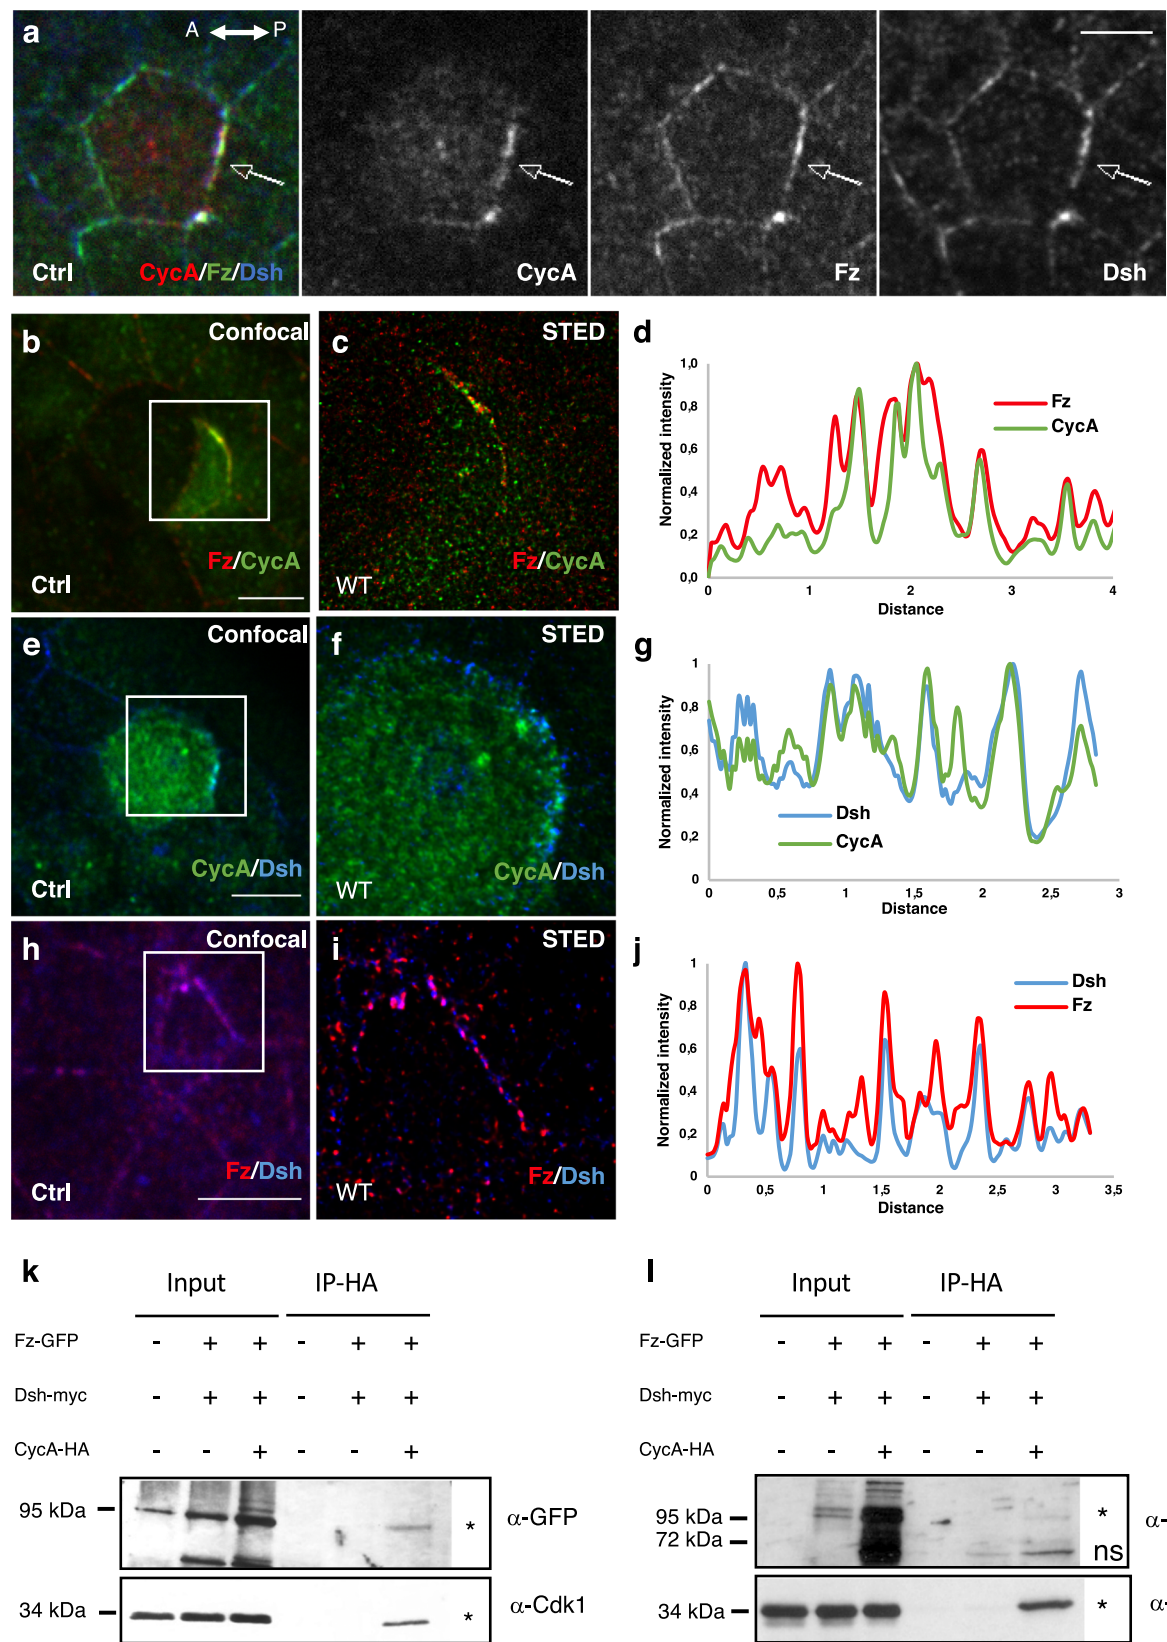 a
A P
Ctrl
CycA/Fz/Dsh
CycA
Fz
Dsh
b
Confocal
Fz/CycA
Ctrl
c
STED
Fz/CycA
WT
d
Normalized intensity
1,0
0,8
0,6
0,4
0,2
0,0
Fz
CycA
0 1 2 3 4
Distance
e
Confocal
CycA/Dsh
Ctrl
f
STED
CycA/Dsh
WT
g
Normalized intensity
1
0,8
0,6
0,4
0,2
0
Dsh
CycA
0 0,5 1 1,5 2 2,5 3
Distance
h
Confocal
Fz/Dsh
Ctrl
i
STED
Fz/Dsh
WT
j
Normalized intensity
1
0,8
0,6
0,4
0,2
0
Dsh
Fz
0 0,5 1 1,5 2 2,5 3 3,5
Distance
k
Input IP-HA
Fz-GFP - + + - + +
Dsh-myc - + + - + +
CycA-HA - - + - - +
95 kDa * α-GFP
34 kDa * α-Cdk1
l
Input IP-HA
Fz-GFP - + + - + +
Dsh-myc - + + - + +
CycA-HA - - + - - +
95 kDa * α-
72 kDa ns
34 kDa * α-